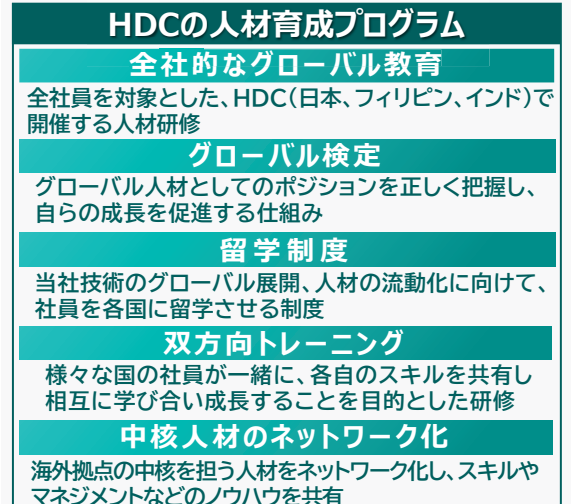 HDCの人材育成プログラム
全社的なグローバル教育
全社員を対象とした、HDC(日本、フィリピン、インド)で
開催する人材研修
グローバル検定
グローバル人材としてのポジションを正しく把握し、
自らの成長を促進する仕組み
留学制度
当社技術のグローバル展開、人材の流動化に向けて、
社員を各国に留学させる制度
双方向トレーニング
様々な国の社員が一緒に、各自のスキルを共有し
相互に学び合い成長することを目的とした研修
中核人材のネットワーク化
海外拠点の中核を担う人材をネットワーク化し、スキルや
マネジメントなどのノウハウを共有